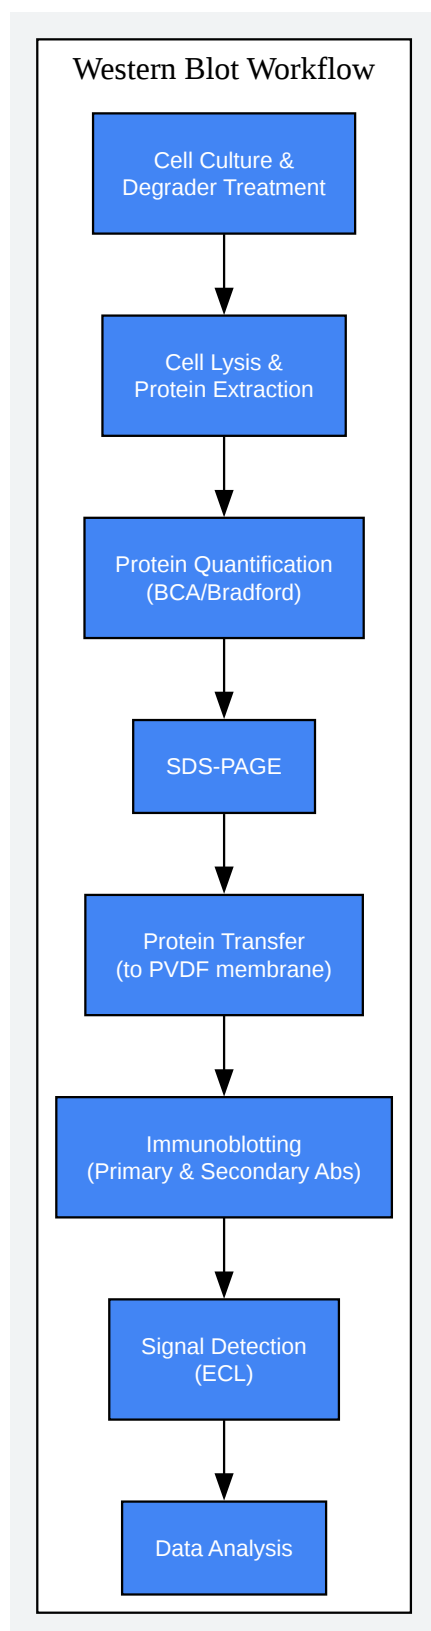 Western Blot Workflow
Cell Culture &
Degrader Treatment
Cell Lysis &
Protein Extraction
Protein Quantification
(BCA/Bradford)
SDS-PAGE
Protein Transfer
(to PVDF membrane)
Immunoblotting
(Primary & Secondary Abs)
Signal Detection
(ECL)
Data Analysis